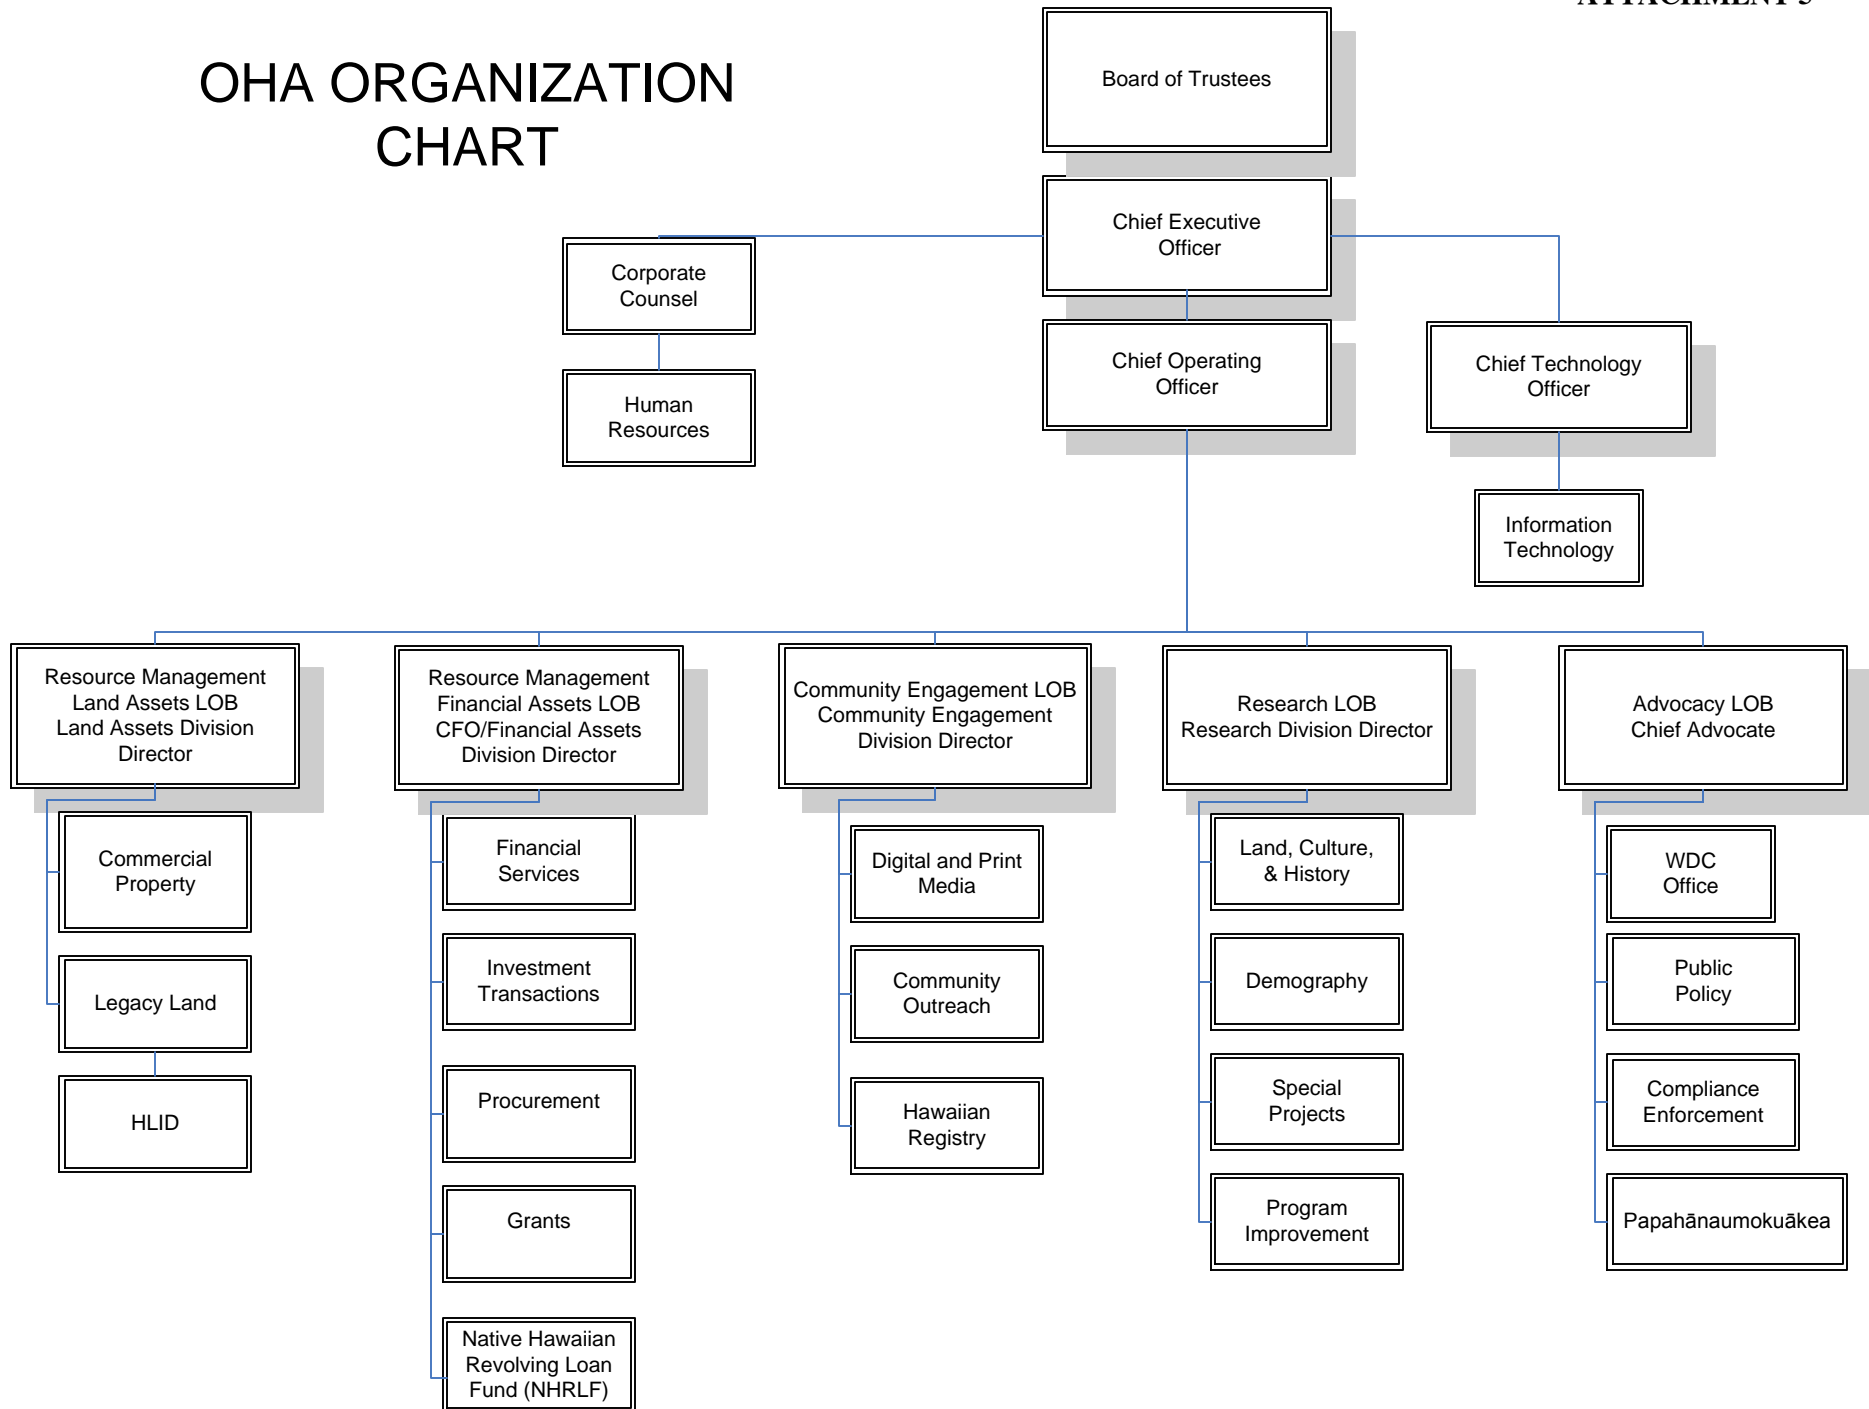 OHA ORGANIZATION
CHART
Board of Trustees
Chief Executive
Officer
Corporate
Counsel
Human
Resources
Chief Operating
Officer
Chief Technology
Officer
Information
Technology
Resource Management
Land Assets LOB
Land Assets Division
Director
Resource Management
Financial Assets LOB
CFO/Financial Assets
Division Director
Community Engagement LOB
Community Engagement
Division Director
Research LOB
Research Division Director
Advocacy LOB
Chief Advocate
Commercial
Property
Legacy Land
HLID
Financial
Services
Investment
Transactions
Procurement
Grants
Native Hawaiian
Revolving Loan
Fund (NHRLF)
Digital and Print
Media
Community
Outreach
Hawaiian
Registry
Land, Culture,
& History
Demography
Special
Projects
Program
Improvement
WDC
Office
Public
Policy
Compliance
Enforcement
Papahānaumokuākea